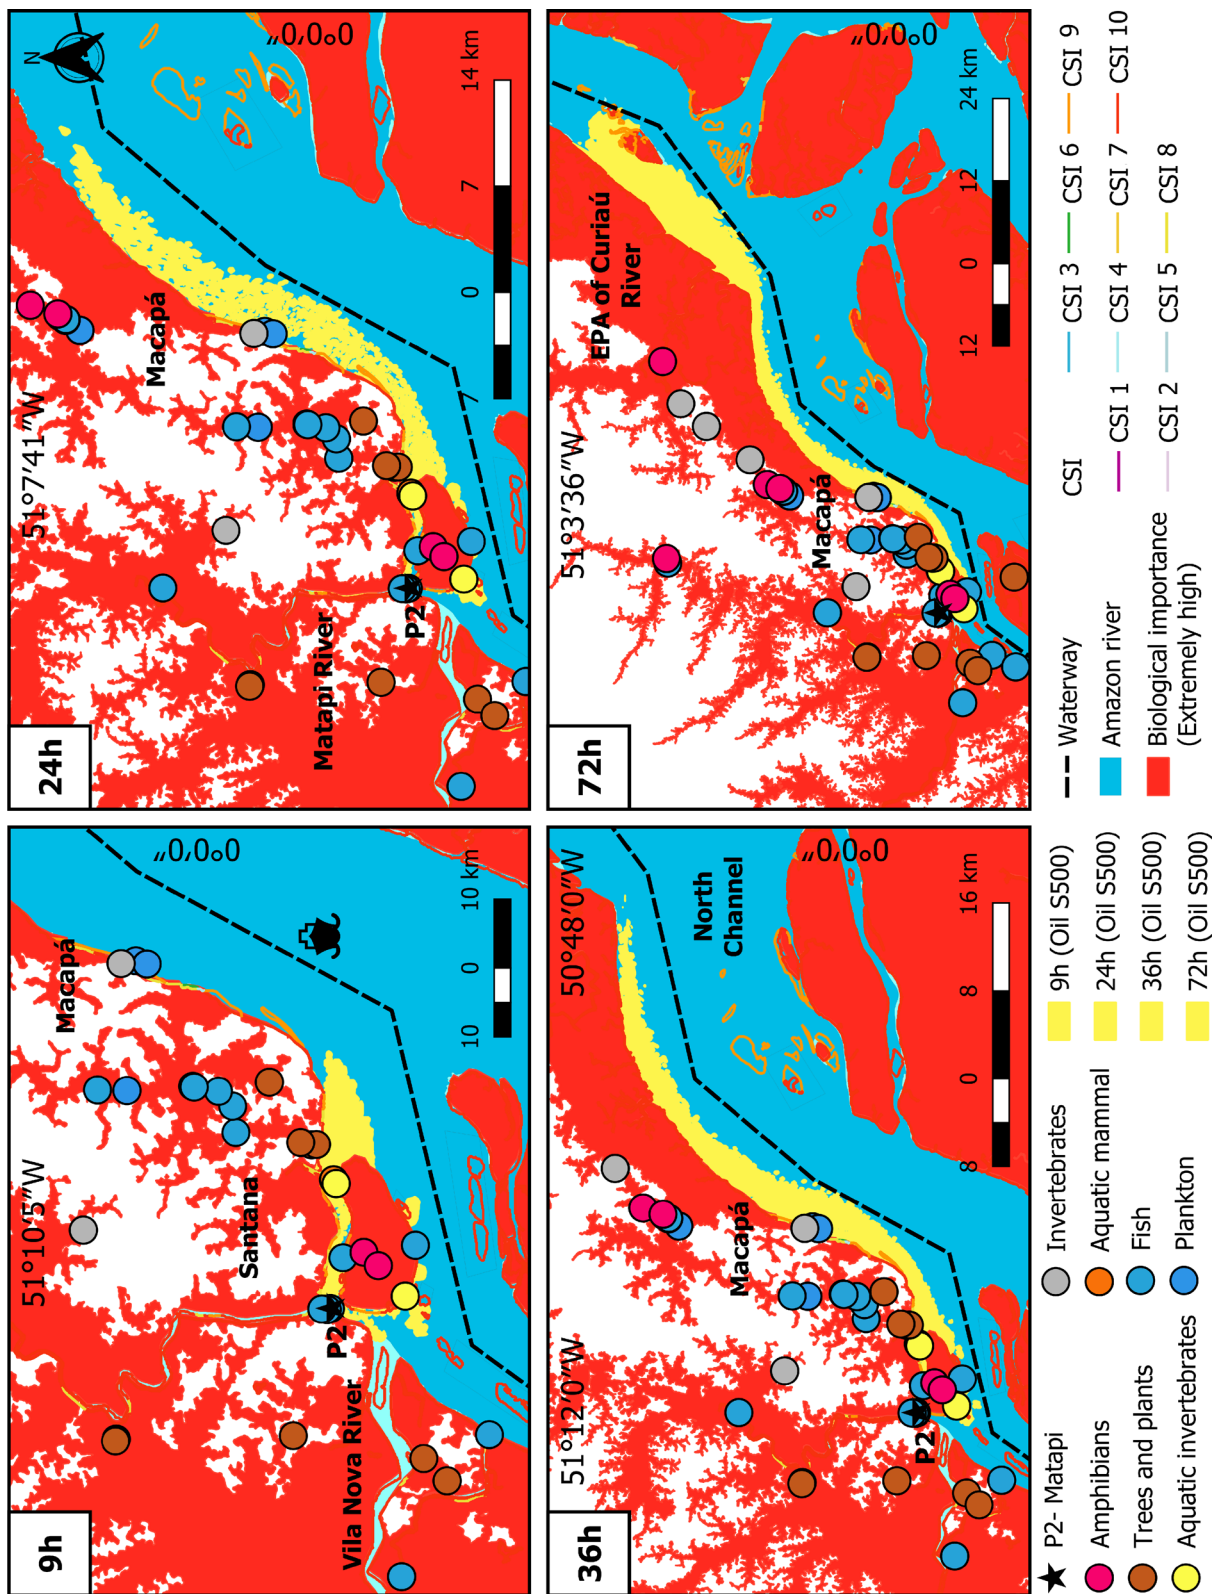 9h
51°10'5"W
Macapá
Santana
P2
Vila Nova River
0°0'0"
10 0 10 km
24h
51°7'41"W
N
Macapá
Matapi River
P2
0°0'0"
7 0 7 14 km
36h
51°12'0"W
50°48'0"W
Macapá
North
Channel
P2
0°0'0"
8 0 8 16 km
72h
51°3'36"W
EPA of Curiaú
River
Macapá
0°0'0"
12 0 12 24 km
P2- Matapi
Amphibians
Trees and plants
Aquatic invertebrates
Invertebrates
Aquatic mammal
Fish
Plankton
9h (Oil S500)
24h (Oil S500)
36h (Oil S500)
72h (Oil S500)
Waterway
Amazon river
Biological importance
(Extremely high)
CSI
CSI 1
CSI 2
CSI 3
CSI 4
CSI 5
CSI 6
CSI 7
CSI 8
CSI 9
CSI 10